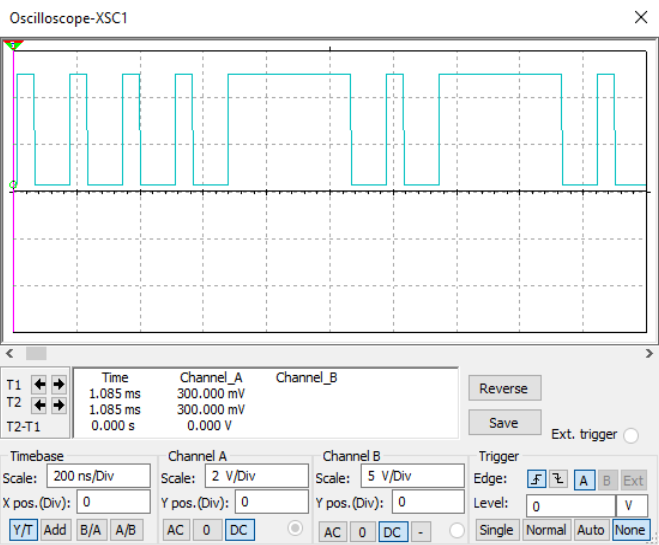 Oscilloscope-XSC1
Time Channel_A Channel_B
T1 1.085 ms 300.000 mV
T2 1.085 ms 300.000 mV
T2-T1 0.000 s 0.000 V
Reverse
Save
Ext. trigger
Timebase
Scale: 200 ns/Div
X pos.(Div): 0
Y/T Add B/A A/B
Channel A
Scale: 2 V/Div
Y pos.(Div): 0
AC 0 DC
Channel B
Scale: 5 V/Div
Y pos.(Div): 0
AC 0 DC -
Trigger
Edge: A B Ext
Level: 0 V
Single Normal Auto None